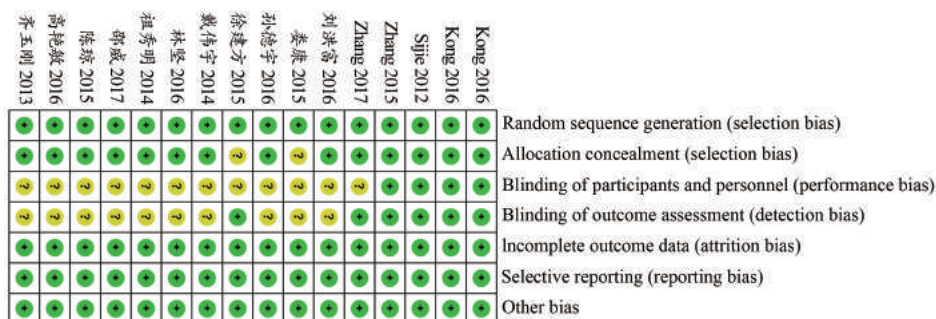 齐玉刚 2013
高艳敏 2016
陈琼 2015
邵威 2017
祖秀明 2014
林坚 2016
戴伟宇 2014
徐建方 2015
孙德宇 2016
娄康 2015
刘洪富 2016
Zhang 2017
Zhang 2015
Sijie 2012
Kong 2016
Kong 2016
Random sequence generation (selection bias)
+ + + + + + + + + + + + + + + +
Allocation concealment (selection bias)
+ + + + + + + ? + ? + + + + + +
Blinding of participants and personnel (performance bias)
? ? ? ? ? ? ? ? ? ? ? ? + + + +
Blinding of outcome assessment (detection bias)
? ? ? ? ? ? ? + ? ? ? + + + + +
Incomplete outcome data (attrition bias)
+ + + + + + + + + + + + + + + +
Selective reporting (reporting bias)
+ + + + + + + + + + + + + + + +
Other bias
+ + + + + + + + + + + + + + + +